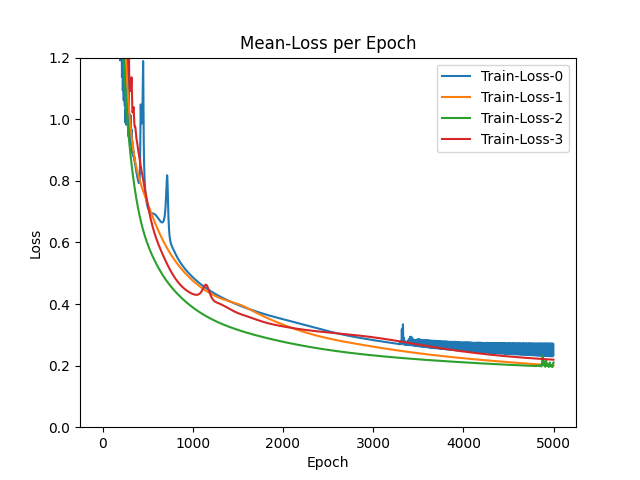 Mean-Loss per Epoch
1.2
1.0
0.8
0.6
0.4
0.2
0.0
Loss
Train-Loss-0
Train-Loss-1
Train-Loss-2
Train-Loss-3
0 1000 2000 3000 4000 5000
Epoch